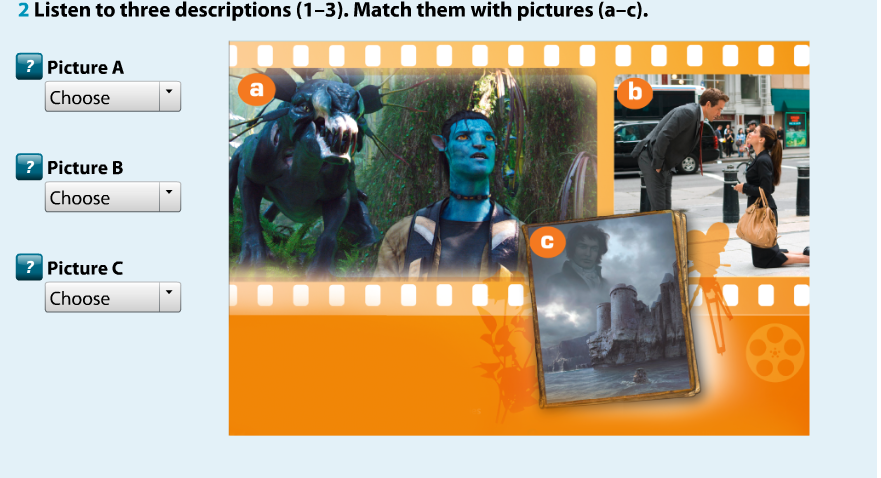 2 Listen to three descriptions (1–3). Match them with pictures (a–c).
? Picture A
Choose
? Picture B
Choose
? Picture C
Choose
a
b
c